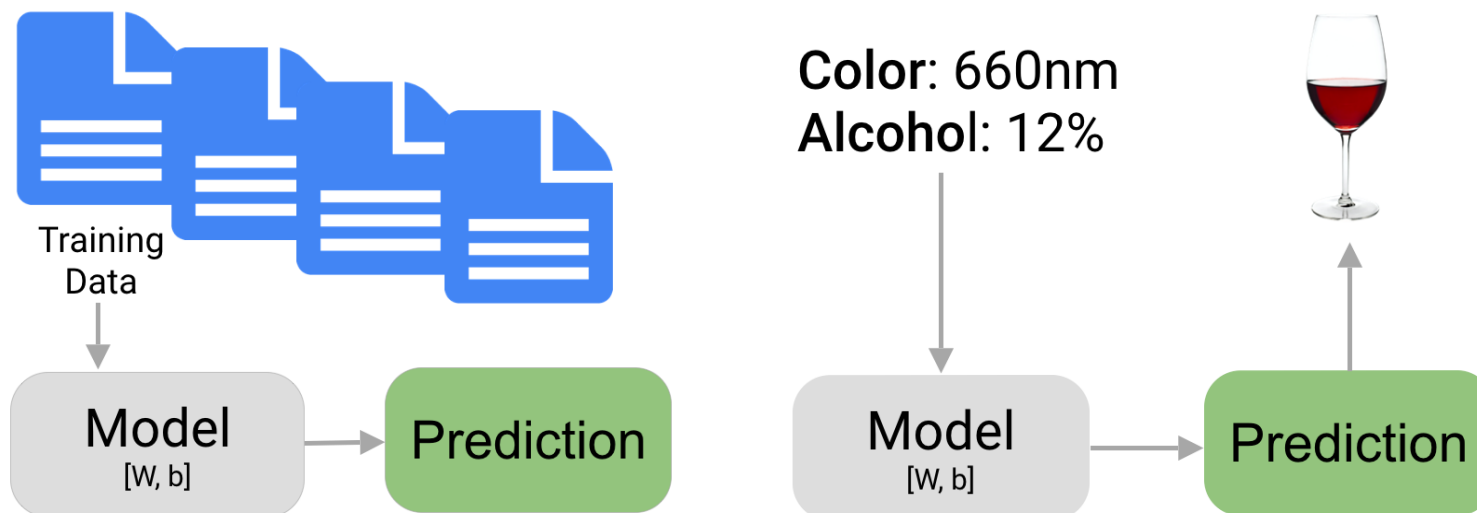 Training
Data
Model
[W, b]
Prediction
Color: 660nm
Alcohol: 12%
Model
[W, b]
Prediction